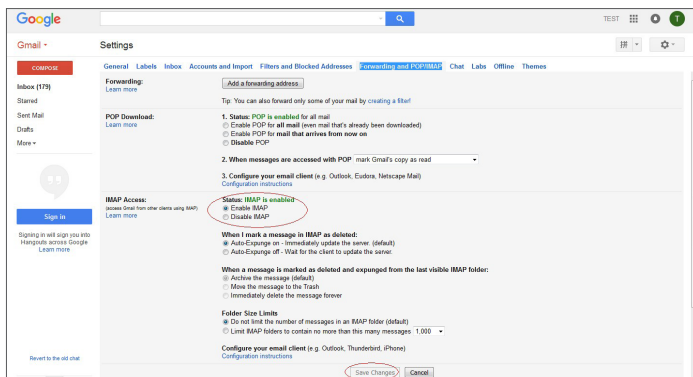 Google
TEST
T
Gmail
Settings
拼
COMPOSE
General Labels Inbox Accounts and Import Filters and Blocked Addresses Forwarding and POP/IMAP Chat Labs Offline Themes
Inbox (179)
Starred
Sent Mail
Drafts
More
Forwarding:
Learn more
Add a forwarding address
Tip: You can also forward only some of your mail by creating a filter!
POP Download:
Learn more
1. Status: POP is enabled for all mail
Enable POP for all mail (even mail that's already been downloaded)
Enable POP for mail that arrives from now on
Disable POP
2. When messages are accessed with POP mark Gmail's copy as read
3. Configure your email client (e.g. Outlook, Eudora, Netscape Mail)
Configuration instructions
Sign in
Signing in will sign you into
Hangouts across Google
Learn more
IMAP Access:
(access Gmail from other clients using IMAP)
Learn more
Status: IMAP is enabled
Enable IMAP
Disable IMAP
When I mark a message in IMAP as deleted:
Auto-Expunge on - Immediately update the server. (default)
Auto-Expunge off - Wait for the client to update the server.
When a message is marked as deleted and expunged from the last visible IMAP folder:
Archive the message (default)
Move the message to the Trash
Immediately delete the message forever
Folder Size Limits
Do not limit the number of messages in an IMAP folder (default)
Limit IMAP folders to contain no more than this many messages 1,000
Configure your email client (e.g. Outlook, Thunderbird, iPhone)
Configuration instructions
Revert to the old chat
Save Changes Cancel